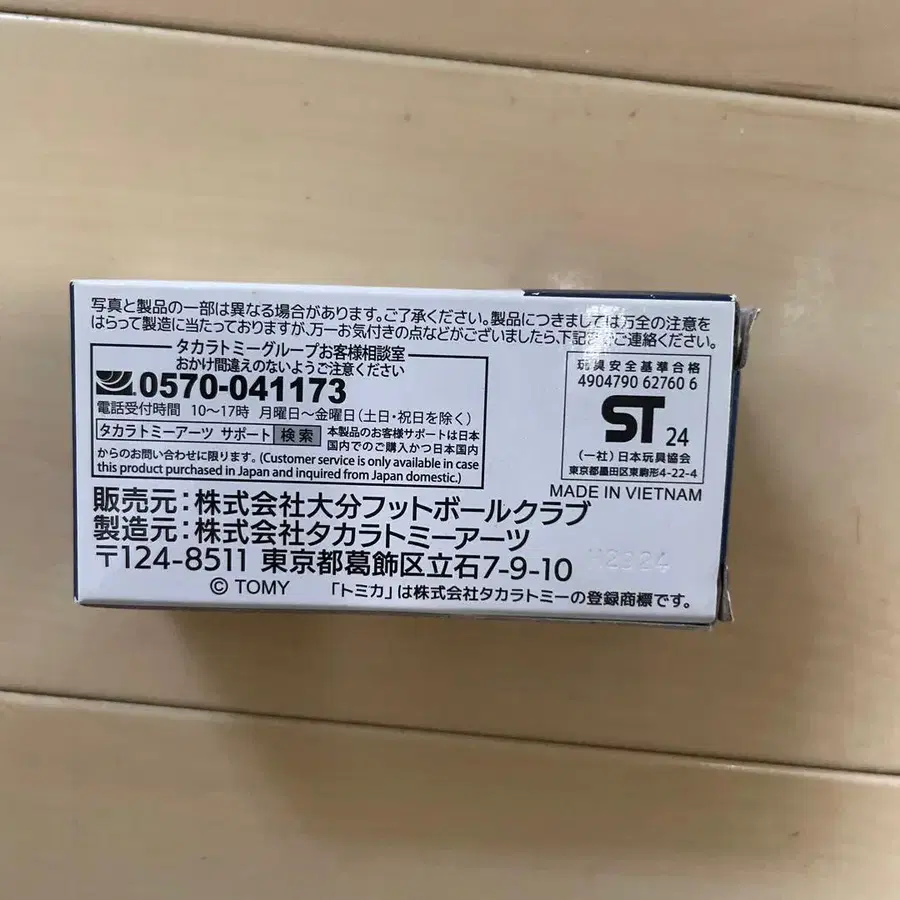 写真と製品の一部は異なる場合があります。ご了承ください。製品につきましては万全の注意を
はらって製造に当たっておりますが、万一お気付きの点などがございましたら、下記までご連絡ください。
タカラトミーグループお客様相談室
おかけ間違えのないようご注意ください
0570-041173
電話受付時間 10〜17時 月曜日〜金曜日(土日・祝日を除く)
タカラトミーアーツ サポート 検索 本製品のお客様サポートは日本
国内でのご購入かつ日本国内
からのお問い合わせに限ります。(Customer service is only available in case
this product purchased in Japan and inquired from Japan domestic.)
玩具安全基準合格
4904790 62760 6
ST 24
(一社)日本玩具協会
東京都墨田区東駒形4-22-4
MADE IN VIETNAM
販売元:株式会社大分フットボールクラブ
製造元:株式会社タカラトミーアーツ
〒124-8511 東京都葛飾区立石7-9-10
© TOMY 「トミカ」は株式会社タカラトミーの登録商標です。